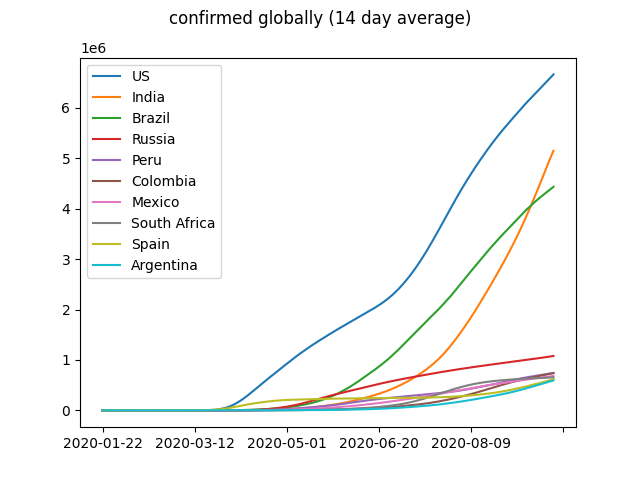 confirmed globally (14 day average)
1e6
6
5
4
3
2
1
0
US
India
Brazil
Russia
Peru
Colombia
Mexico
South Africa
Spain
Argentina
2020-01-22 2020-03-12 2020-05-01 2020-06-20 2020-08-09